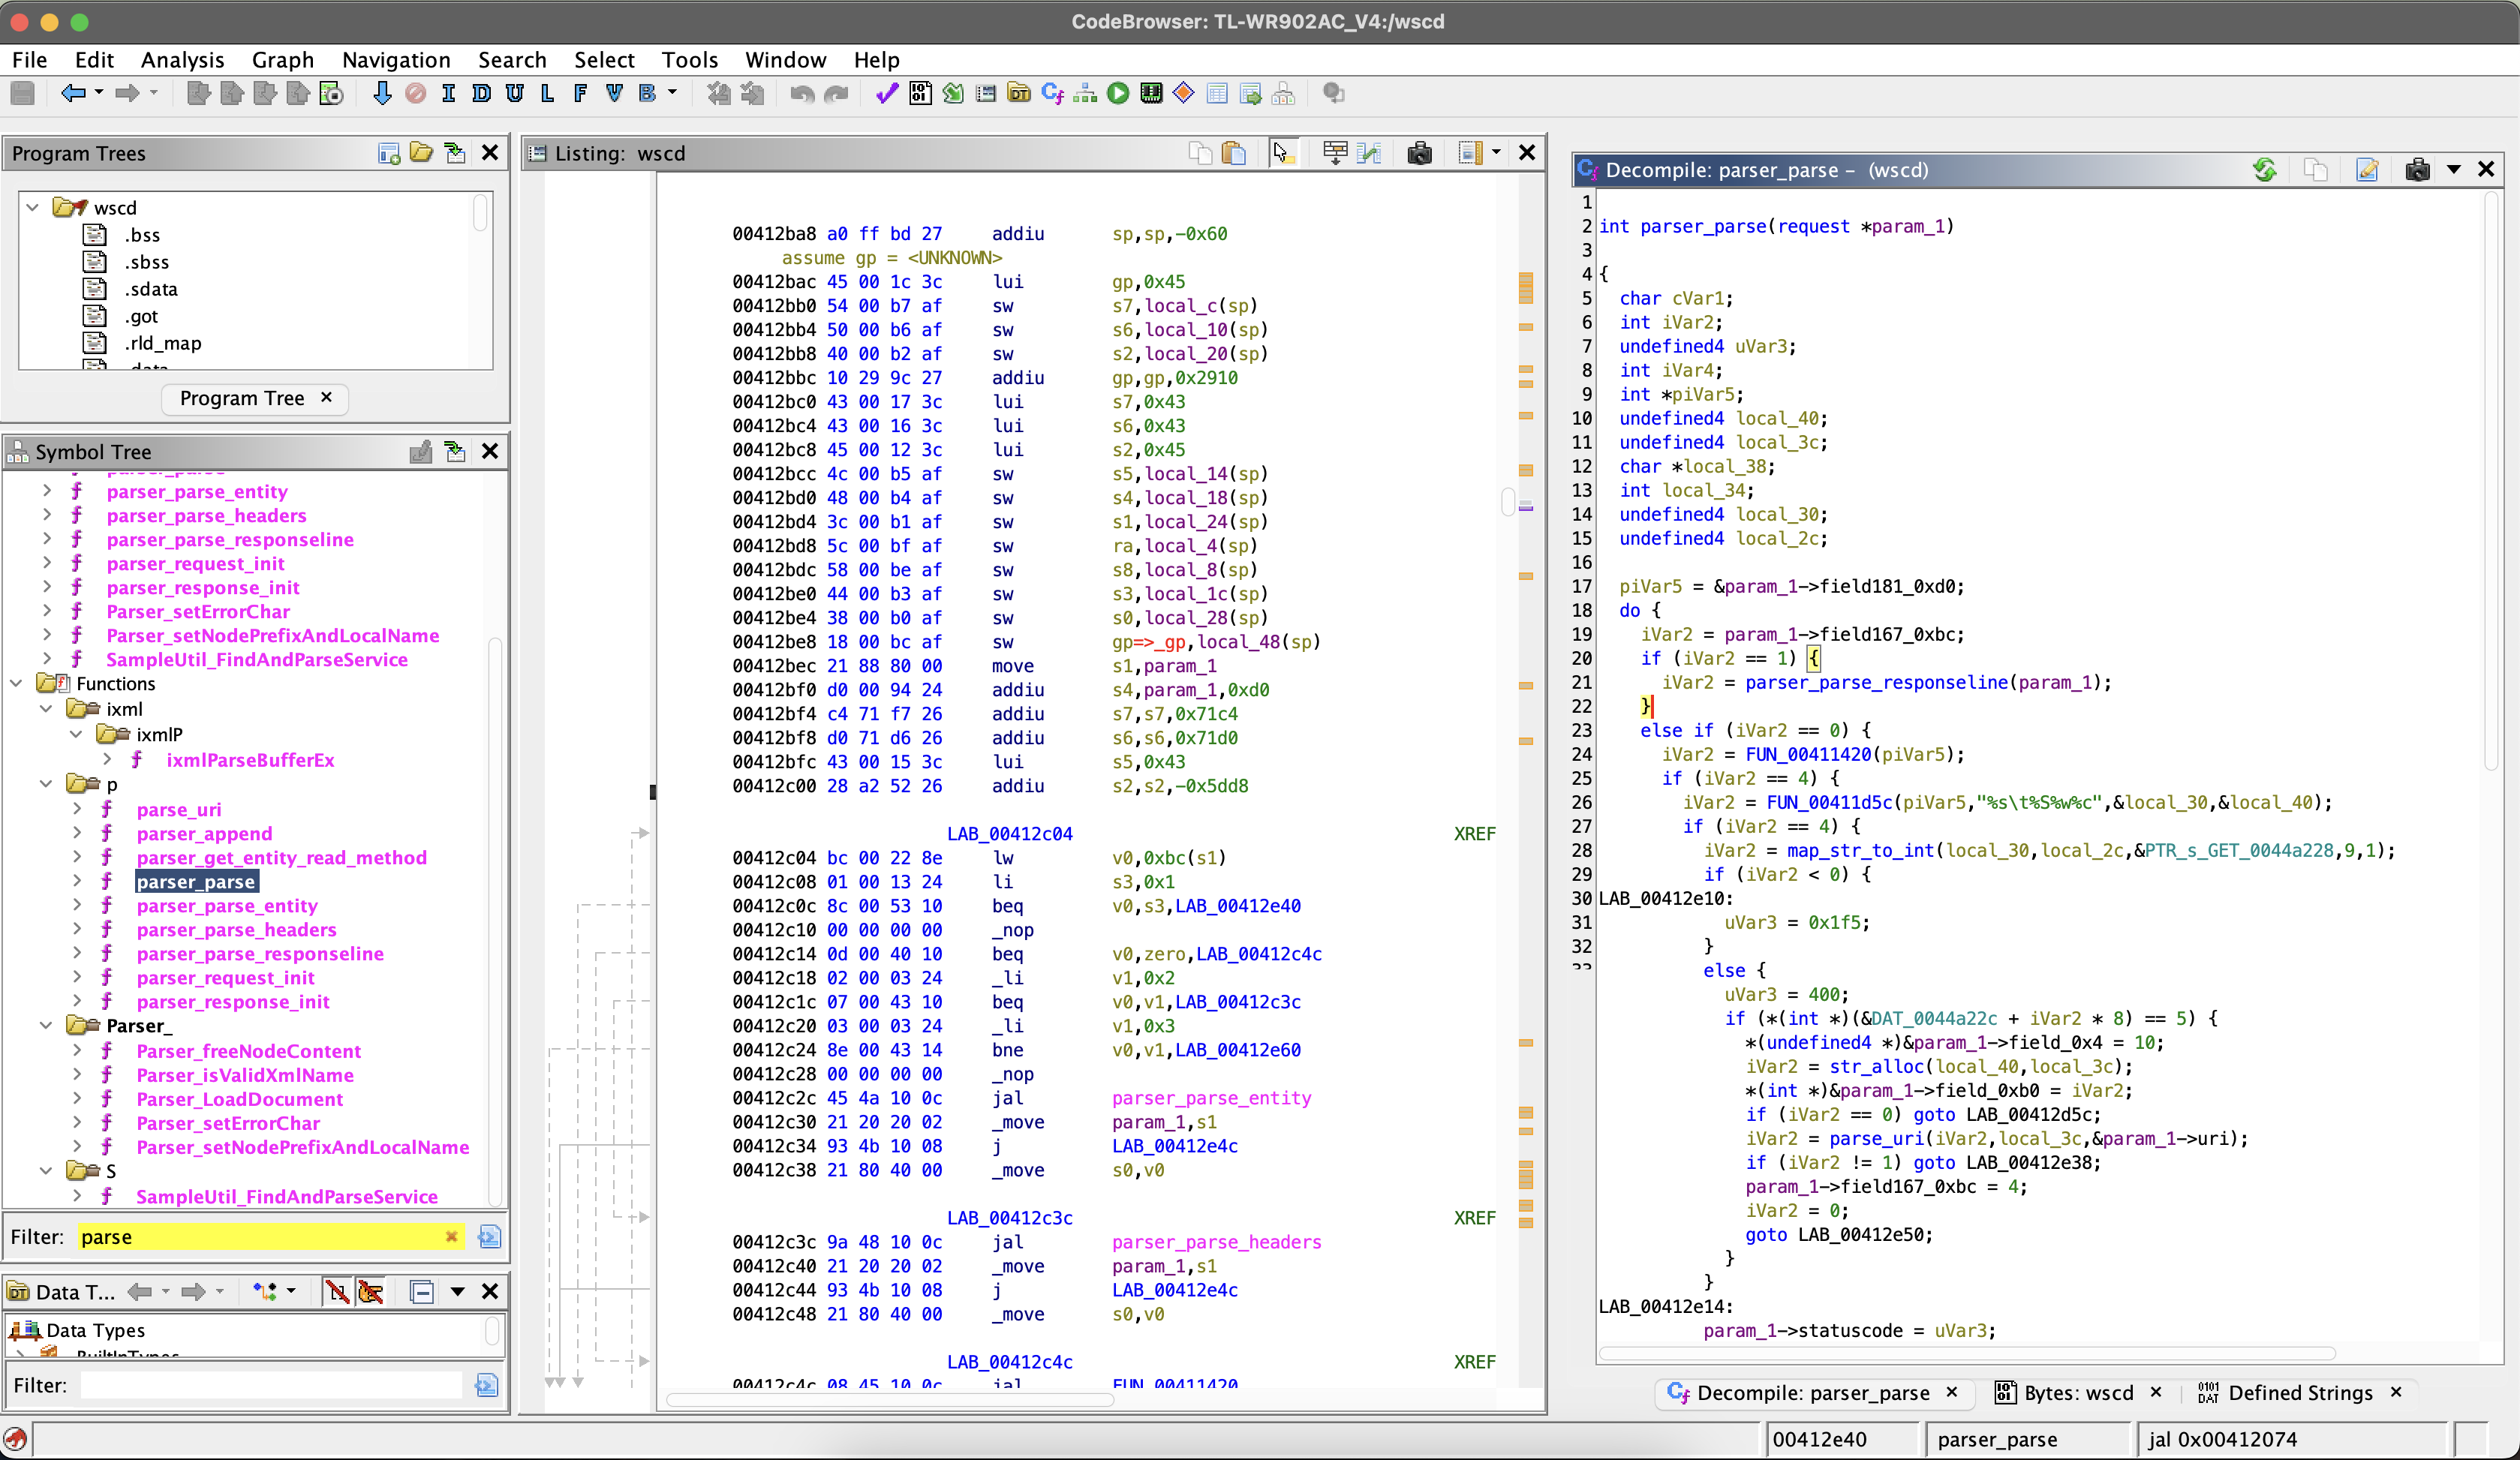 CodeBrowser: TL-WR902AC_V4:/wscd
File Edit Analysis Graph Navigation Search Select Tools Window Help
I D U L F V B
Program Trees
wscd
.bss
.sbss
.sdata
.got
.rld_map
.data
Program Tree ×
Symbol Tree
parser_parse
parser_parse_entity
parser_parse_headers
parser_parse_responseline
parser_request_init
parser_response_init
Parser_setErrorChar
Parser_setNodePrefixAndLocalName
SampleUtil_FindAndParseService
Functions
ixml
ixmlP
ixmlParseBufferEx
p
parse_uri
parser_append
parser_get_entity_read_method
parser_parse
parser_parse_entity
parser_parse_headers
parser_parse_responseline
parser_request_init
parser_response_init
Parser_
Parser_freeNodeContent
Parser_isValidXmlName
Parser_LoadDocument
Parser_setErrorChar
Parser_setNodePrefixAndLocalName
S
SampleUtil_FindAndParseService
Filter: parse
Data T...
Data Types
BuiltInTypes
Filter:
Listing: wscd
00412ba8 a0 ff bd 27 addiu sp,sp,-0x60
assume gp = <UNKNOWN>
00412bac 45 00 1c 3c lui gp,0x45
00412bb0 54 00 b7 af sw s7,local_c(sp)
00412bb4 50 00 b6 af sw s6,local_10(sp)
00412bb8 40 00 b2 af sw s2,local_20(sp)
00412bbc 10 29 9c 27 addiu gp,gp,0x2910
00412bc0 43 00 17 3c lui s7,0x43
00412bc4 43 00 16 3c lui s6,0x43
00412bc8 45 00 12 3c lui s2,0x45
00412bcc 4c 00 b5 af sw s5,local_14(sp)
00412bd0 48 00 b4 af sw s4,local_18(sp)
00412bd4 3c 00 b1 af sw s1,local_24(sp)
00412bd8 5c 00 bf af sw ra,local_4(sp)
00412bdc 58 00 be af sw s8,local_8(sp)
00412be0 44 00 b3 af sw s3,local_1c(sp)
00412be4 38 00 b0 af sw s0,local_28(sp)
00412be8 18 00 bc af sw gp=>_gp,local_48(sp)
00412bec 21 88 80 00 move s1,param_1
00412bf0 d0 00 94 24 addiu s4,param_1,0xd0
00412bf4 c4 71 f7 26 addiu s7,s7,0x71c4
00412bf8 d0 71 d6 26 addiu s6,s6,0x71d0
00412bfc 43 00 15 3c lui s5,0x43
00412c00 28 a2 52 26 addiu s2,s2,-0x5dd8
LAB_00412c04 XREF
00412c04 bc 00 22 8e lw v0,0xbc(s1)
00412c08 01 00 13 24 li s3,0x1
00412c0c 8c 00 53 10 beq v0,s3,LAB_00412e40
00412c10 00 00 00 00 _nop
00412c14 0d 00 40 10 beq v0,zero,LAB_00412c4c
00412c18 02 00 03 24 _li v1,0x2
00412c1c 07 00 43 10 beq v0,v1,LAB_00412c3c
00412c20 03 00 03 24 _li v1,0x3
00412c24 8e 00 43 14 bne v0,v1,LAB_00412e60
00412c28 00 00 00 00 _nop
00412c2c 45 4a 10 0c jal parser_parse_entity
00412c30 21 20 20 02 _move param_1,s1
00412c34 93 4b 10 08 j LAB_00412e4c
00412c38 21 80 40 00 _move s0,v0
LAB_00412c3c XREF
00412c3c 9a 48 10 0c jal parser_parse_headers
00412c40 21 20 20 02 _move param_1,s1
00412c44 93 4b 10 08 j LAB_00412e4c
00412c48 21 80 40 00 _move s0,v0
LAB_00412c4c XREF
00412c4c 08 45 10 0c jal FUN_00411420
Decompile: parser_parse - (wscd)
1
2 int parser_parse(request *param_1)
3
4 {
5 char cVar1;
6 int iVar2;
7 undefined4 uVar3;
8 int iVar4;
9 int *piVar5;
10 undefined4 local_40;
11 undefined4 local_3c;
12 char *local_38;
13 int local_34;
14 undefined4 local_30;
15 undefined4 local_2c;
16
17 piVar5 = &param_1->field181_0xd0;
18 do {
19 iVar2 = param_1->field167_0xbc;
20 if (iVar2 == 1) {
21 iVar2 = parser_parse_responseline(param_1);
22 }
23 else if (iVar2 == 0) {
24 iVar2 = FUN_00411420(piVar5);
25 if (iVar2 == 4) {
26 iVar2 = FUN_00411d5c(piVar5,"%s\t%S%w%c",&local_30,&local_40);
27 if (iVar2 == 4) {
28 iVar2 = map_str_to_int(local_30,local_2c,&PTR_s_GET_0044a228,9,1);
29 if (iVar2 < 0) {
30 LAB_00412e10:
31 uVar3 = 0x1f5;
32 }
33 else {
uVar3 = 400;
if (*(int *)(&DAT_0044a22c + iVar2 * 8) == 5) {
*(undefined4 *)&param_1->field_0x4 = 10;
iVar2 = str_alloc(local_40,local_3c);
*(int *)&param_1->field_0xb0 = iVar2;
if (iVar2 == 0) goto LAB_00412d5c;
iVar2 = parse_uri(iVar2,local_3c,&param_1->uri);
if (iVar2 != 1) goto LAB_00412e38;
param_1->field167_0xbc = 4;
iVar2 = 0;
goto LAB_00412e50;
}
}
LAB_00412e14:
param_1->statuscode = uVar3;
Decompile: parser_parse × Bytes: wscd × Defined Strings ×
00412e40 parser_parse jal 0x00412074